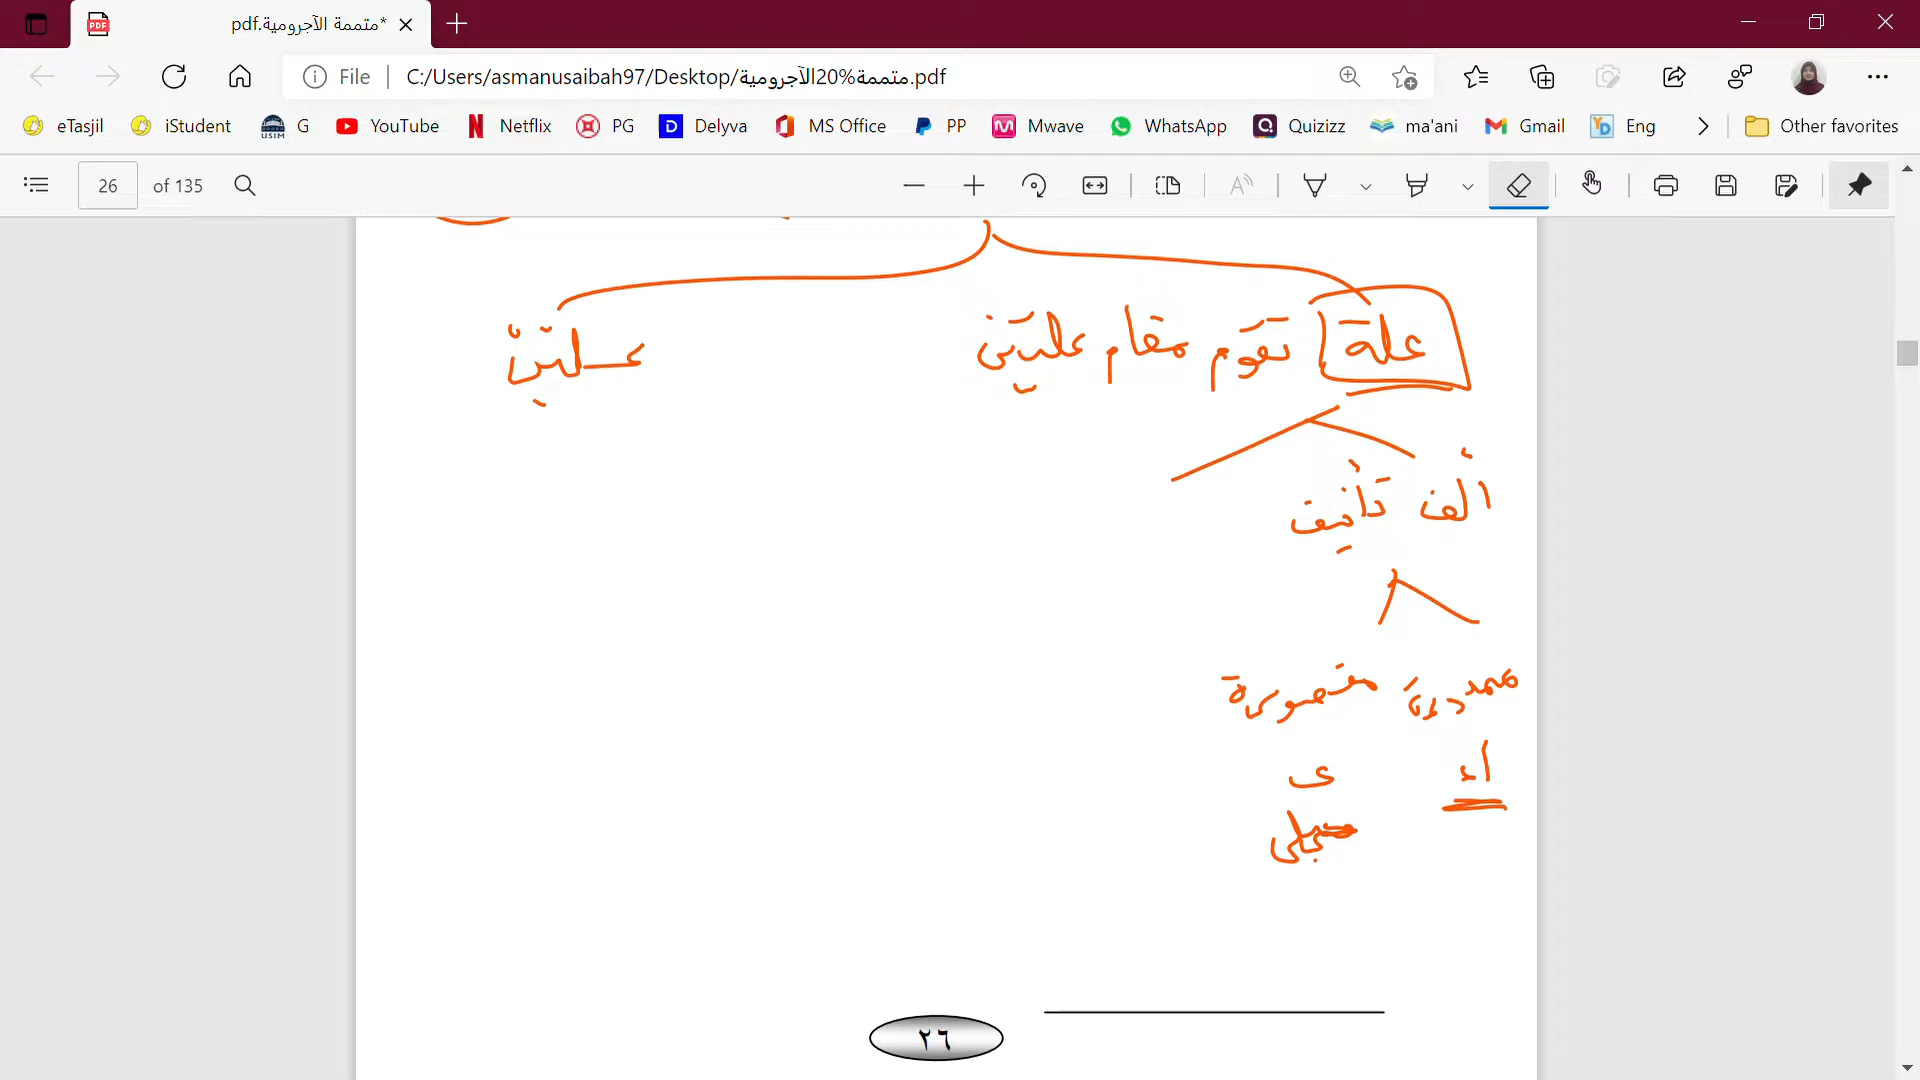 متممة الآجرومية.pdf*
File C:/Users/asmanusaibah97/Desktop/متممة%20الآجرومية.pdf
eTasjil iStudent G YouTube Netflix PG Delyva MS Office PP Mwave WhatsApp Quizizz ma'ani Gmail Eng Other favorites
26 of 135
علة تقوم مقام علتين
علتين
ألف تأنيث
ممدودة مقصورة
اء ى
حبلى
٢٦